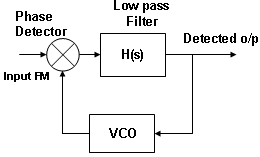 Low pass
Filter
Phase
Detector
H(s)
Detected o/p
Input FM
VCO